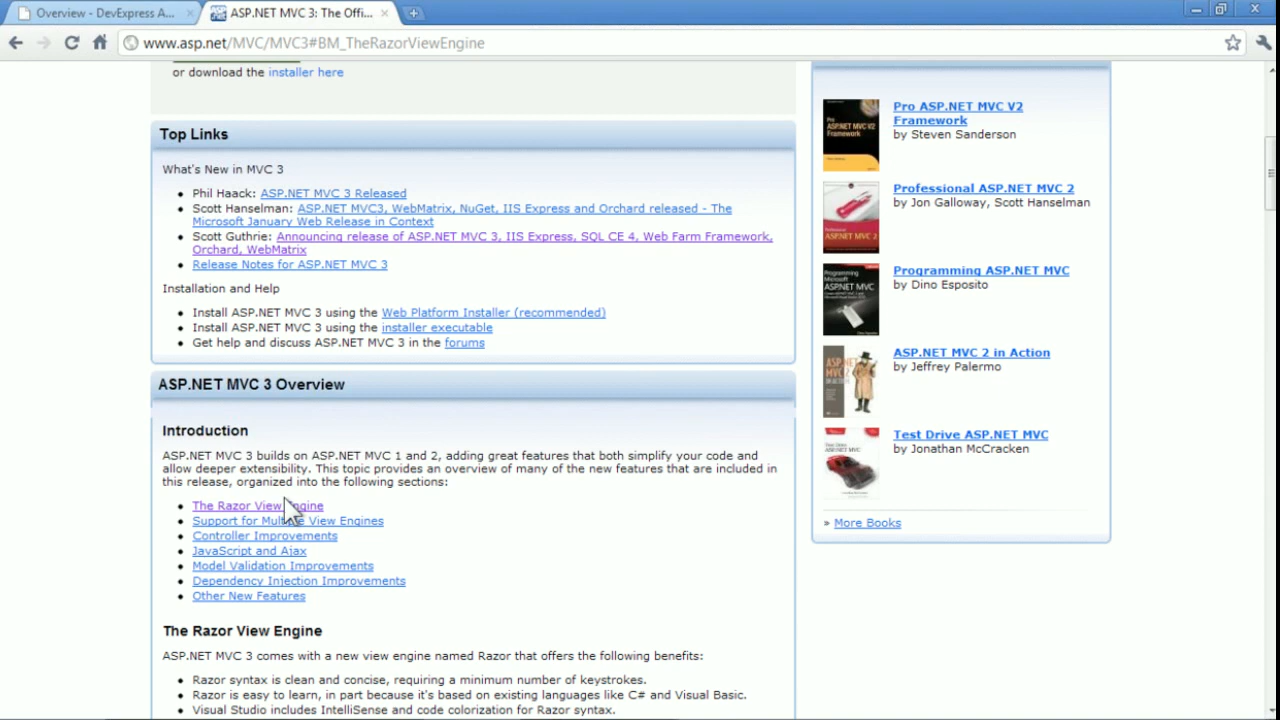 Overview - DevExpress A...
ASP.NET MVC 3: The Offi...
www.asp.net/MVC/MVC3#BM_TheRazorViewEngine
or download the installer here
Top Links
What's New in MVC 3
Phil Haack: ASP.NET MVC 3 Released
Scott Hanselman: ASP.NET MVC3, WebMatrix, NuGet, IIS Express and Orchard released - The
Microsoft January Web Release in Context
Scott Guthrie: Announcing release of ASP.NET MVC 3, IIS Express, SQL CE 4, Web Farm Framework,
Orchard, WebMatrix
Release Notes for ASP.NET MVC 3
Installation and Help
Install ASP.NET MVC 3 using the Web Platform Installer (recommended)
Install ASP.NET MVC 3 using the installer executable
Get help and discuss ASP.NET MVC 3 in the forums
ASP.NET MVC 3 Overview
Introduction
ASP.NET MVC 3 builds on ASP.NET MVC 1 and 2, adding great features that both simplify your code and
allow deeper extensibility. This topic provides an overview of many of the new features that are included in
this release, organized into the following sections:
The Razor View Engine
Support for Multiple View Engines
Controller Improvements
JavaScript and Ajax
Model Validation Improvements
Dependency Injection Improvements
Other New Features
The Razor View Engine
ASP.NET MVC 3 comes with a new view engine named Razor that offers the following benefits:
Razor syntax is clean and concise, requiring a minimum number of keystrokes.
Razor is easy to learn, in part because it's based on existing languages like C# and Visual Basic.
Visual Studio includes IntelliSense and code colorization for Razor syntax.
Pro ASP.NET MVC V2
Framework
by Steven Sanderson
Professional ASP.NET MVC 2
by Jon Galloway, Scott Hanselman
Programming ASP.NET MVC
by Dino Esposito
ASP.NET MVC 2 in Action
by Jeffrey Palermo
Test Drive ASP.NET MVC
by Jonathan McCracken
» More Books